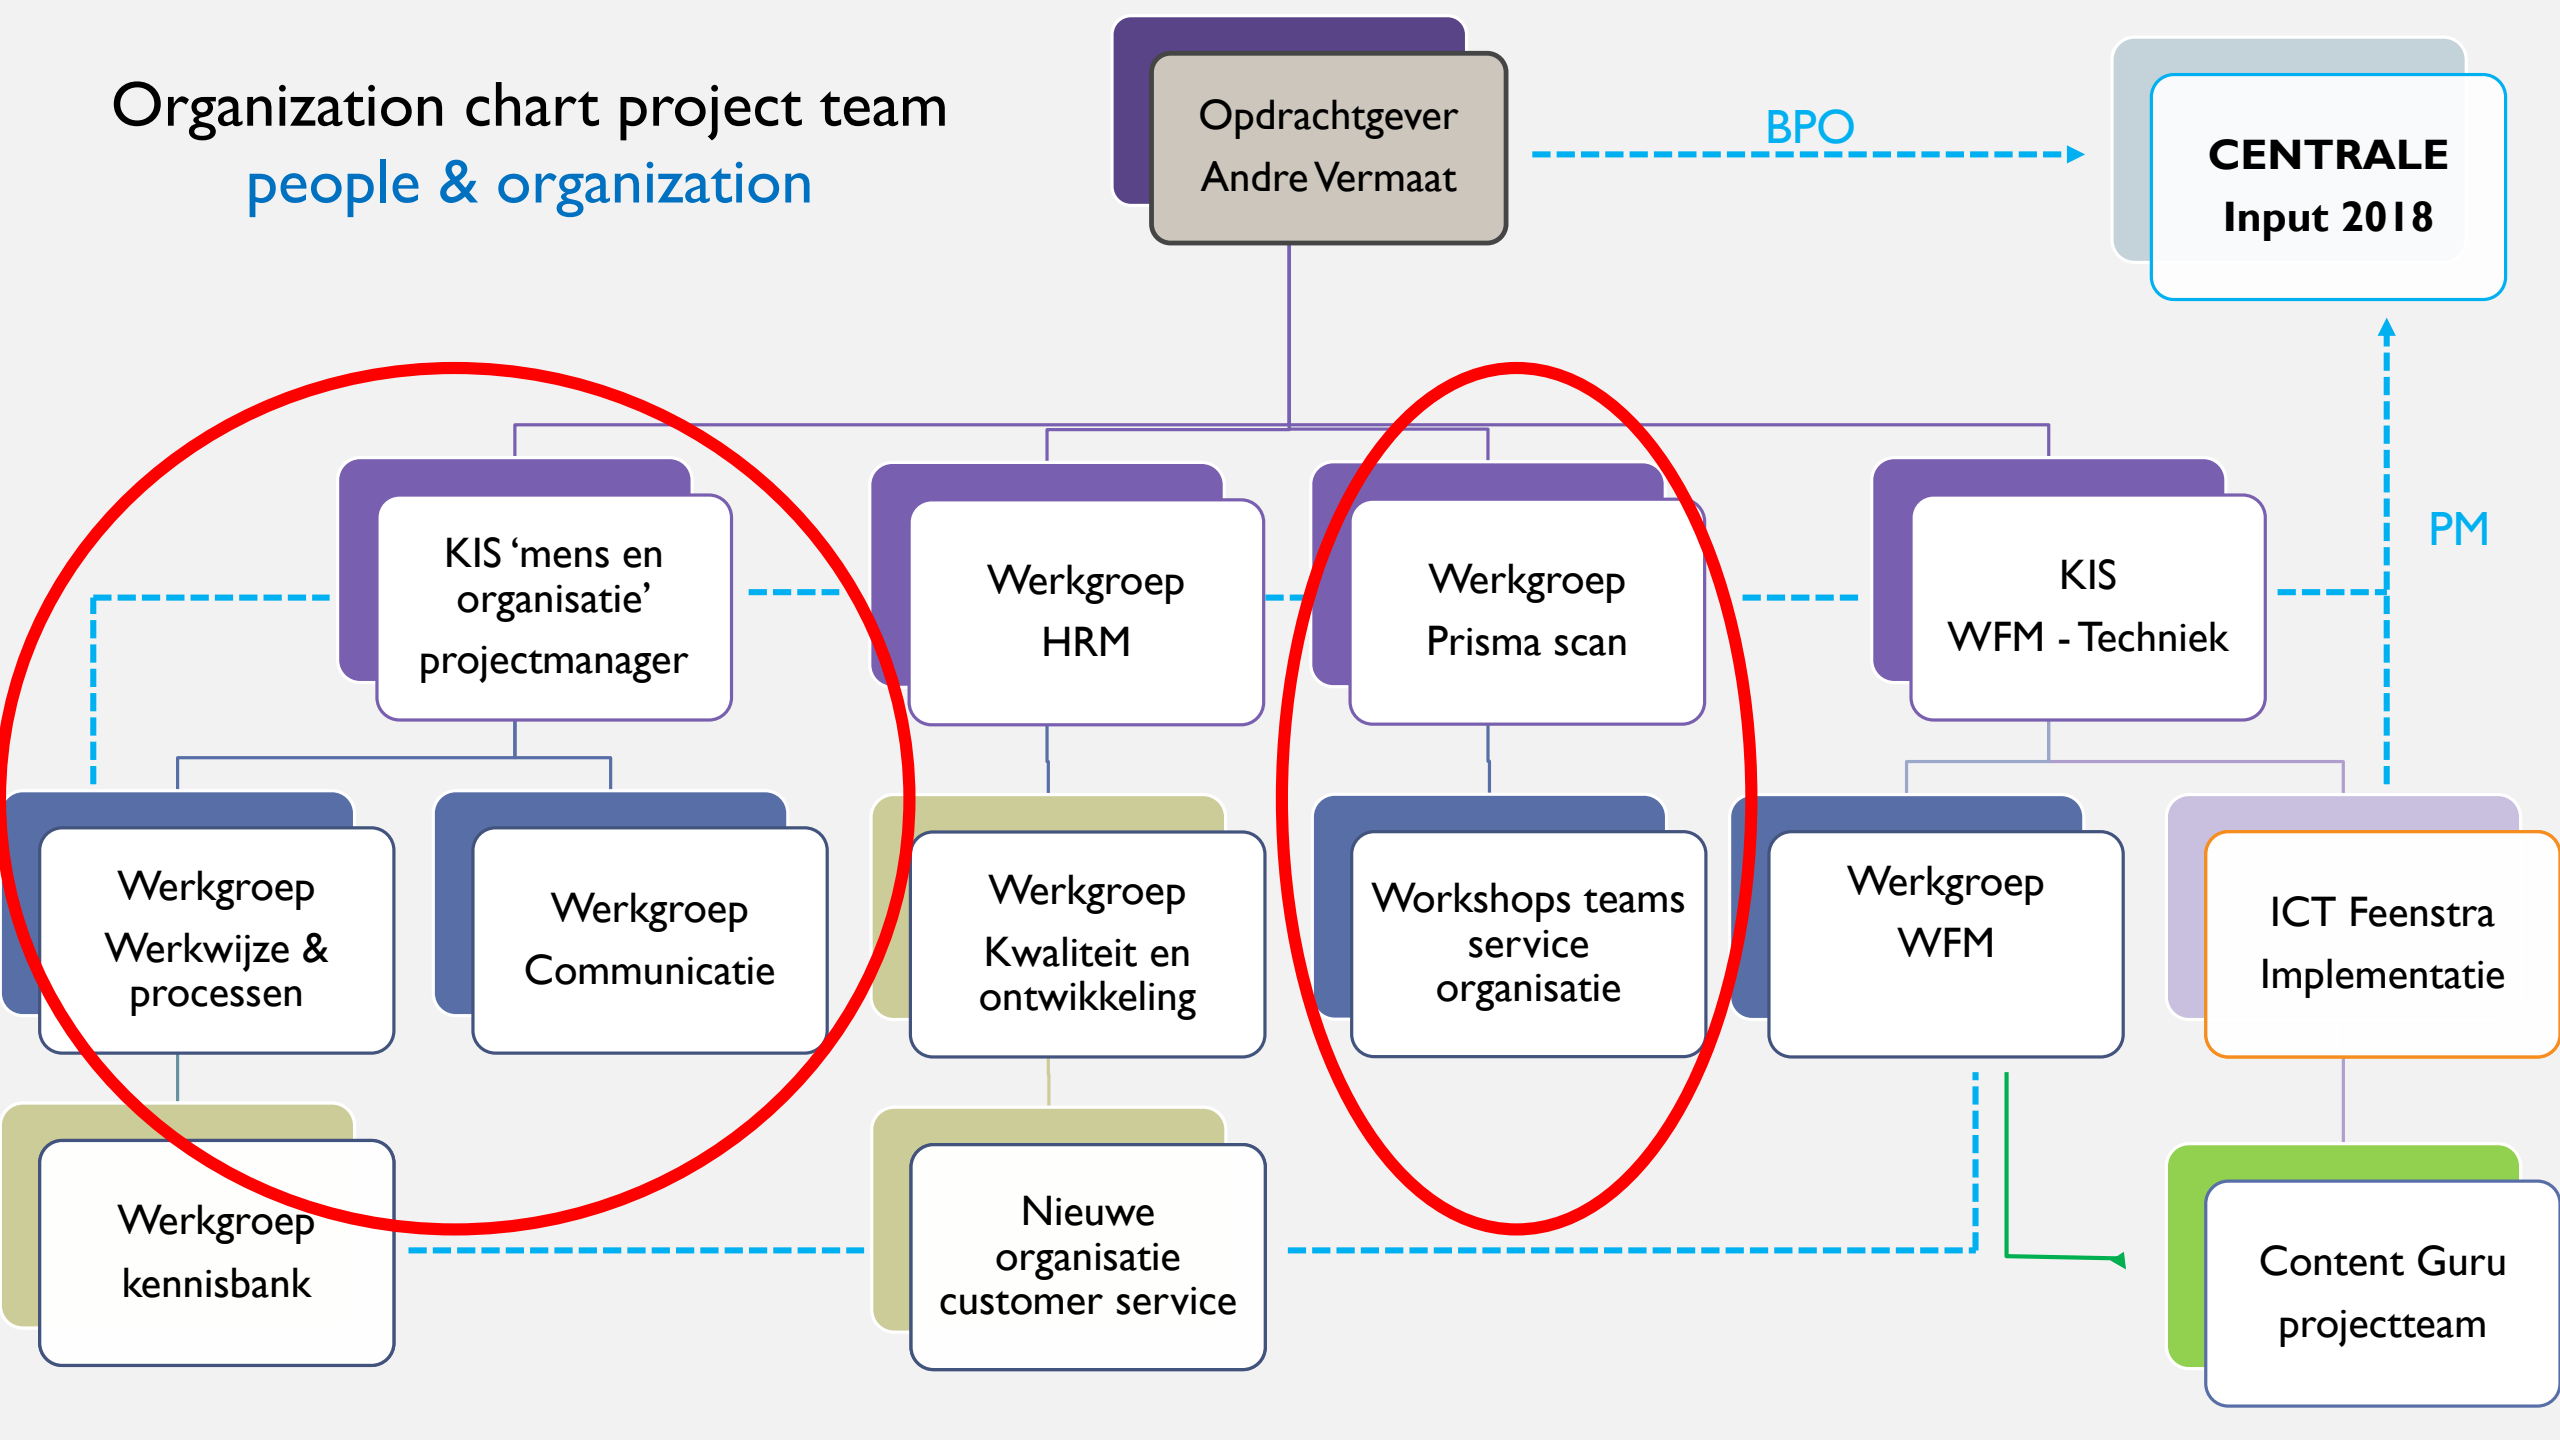 Organization chart project team
people & organization
Opdrachtgever
Andre Vermaat
BPO
CENTRALE
Input 2018
PM
KIS ‘mens en
organisatie’
projectmanager
Werkgroep
HRM
Werkgroep
Prisma scan
KIS
WFM - Techniek
Werkgroep
Werkwijze &
processen
Werkgroep
Communicatie
Werkgroep
Kwaliteit en
ontwikkeling
Workshops teams
service
organisatie
Werkgroep
WFM
ICT Feenstra
Implementatie
Werkgroep
kennisbank
Nieuwe
organisatie
customer service
Content Guru
projectteam